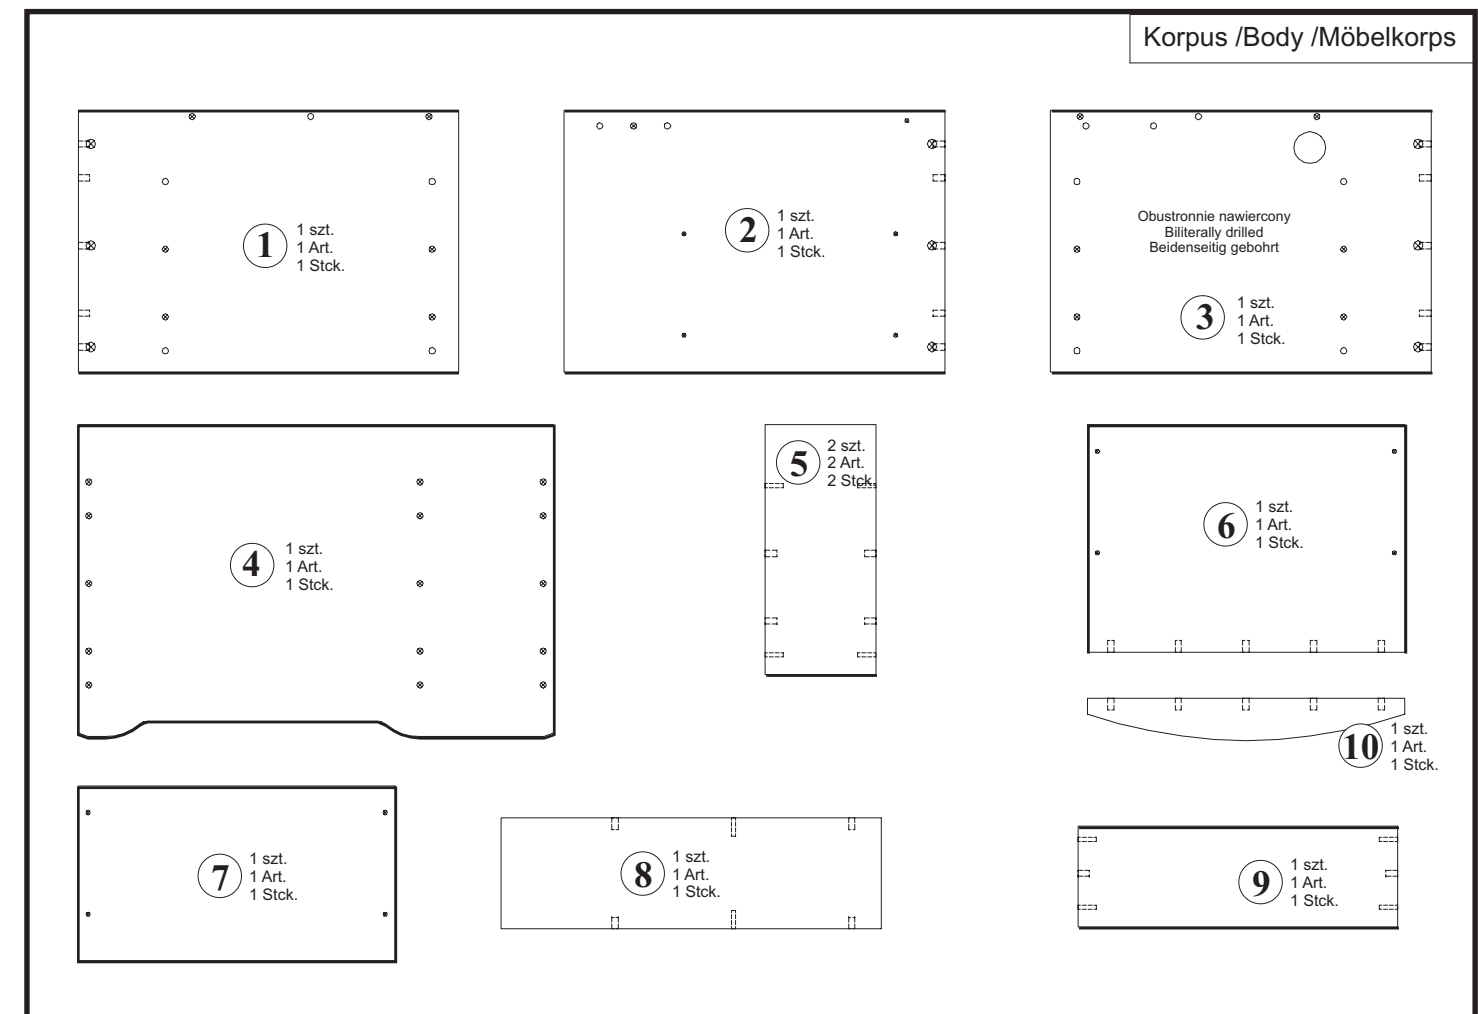 Korpus /Body /Möbelkorps
1
1 szt.
1 Art.
1 Stck.
2
1 szt.
1 Art.
1 Stck.
Obustronnie nawiercony
Biliterally drilled
Beidenseitig gebohrt
3
1 szt.
1 Art.
1 Stck.
4
1 szt.
1 Art.
1 Stck.
5
2 szt.
2 Art.
2 Stck.
6
1 szt.
1 Art.
1 Stck.
10
1 szt.
1 Art.
1 Stck.
7
1 szt.
1 Art.
1 Stck.
8
1 szt.
1 Art.
1 Stck.
9
1 szt.
1 Art.
1 Stck.